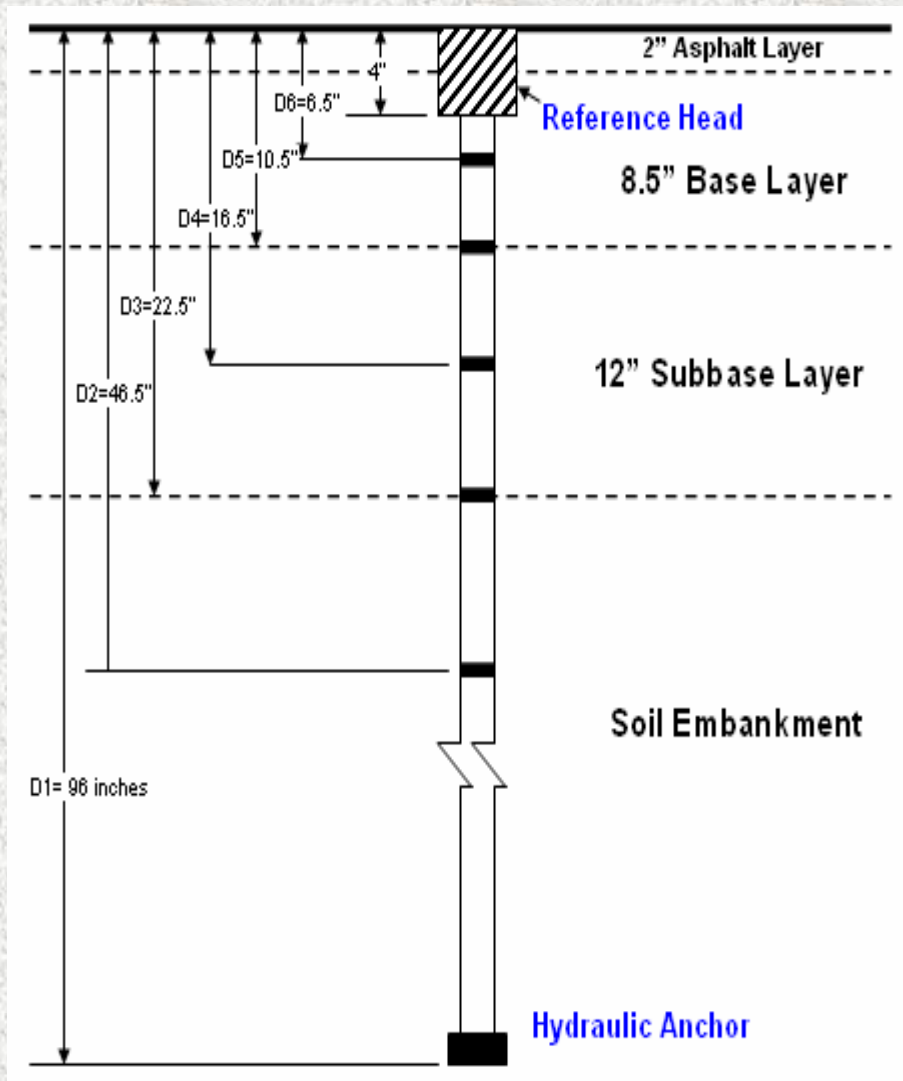 2” Asphalt Layer
4"
D6=6.5"
Reference Head
D5=10.5"
8.5” Base Layer
D4=16.5"
D3=22.5"
12” Subbase Layer
D2=46.5"
Soil Embankment
D1= 96 inches
Hydraulic Anchor